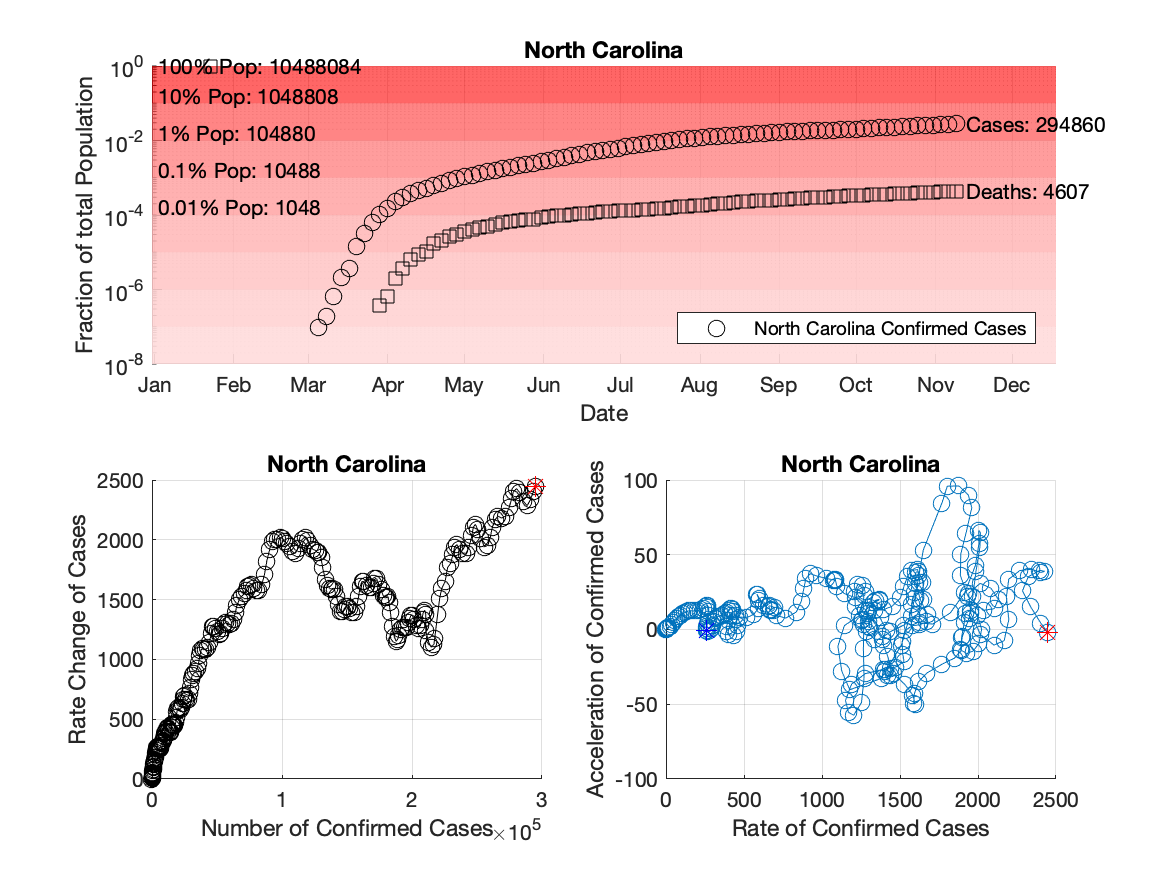 North Carolina
10^0
100% Pop: 10488084
10% Pop: 1048808
1% Pop: 104880
0.1% Pop: 10488
0.01% Pop: 1048
10^-2
10^-4
10^-6
10^-8
Fraction of total Population
Cases: 294860
Deaths: 4607
North Carolina Confirmed Cases
Jan Feb Mar Apr May Jun Jul Aug Sep Oct Nov Dec
Date
North Carolina
2500
2000
1500
1000
500
0
Rate Change of Cases
0 1 2 3
Number of Confirmed Cases ×10^5
North Carolina
100
50
0
-50
-100
Acceleration of Confirmed Cases
0 500 1000 1500 2000 2500
Rate of Confirmed Cases